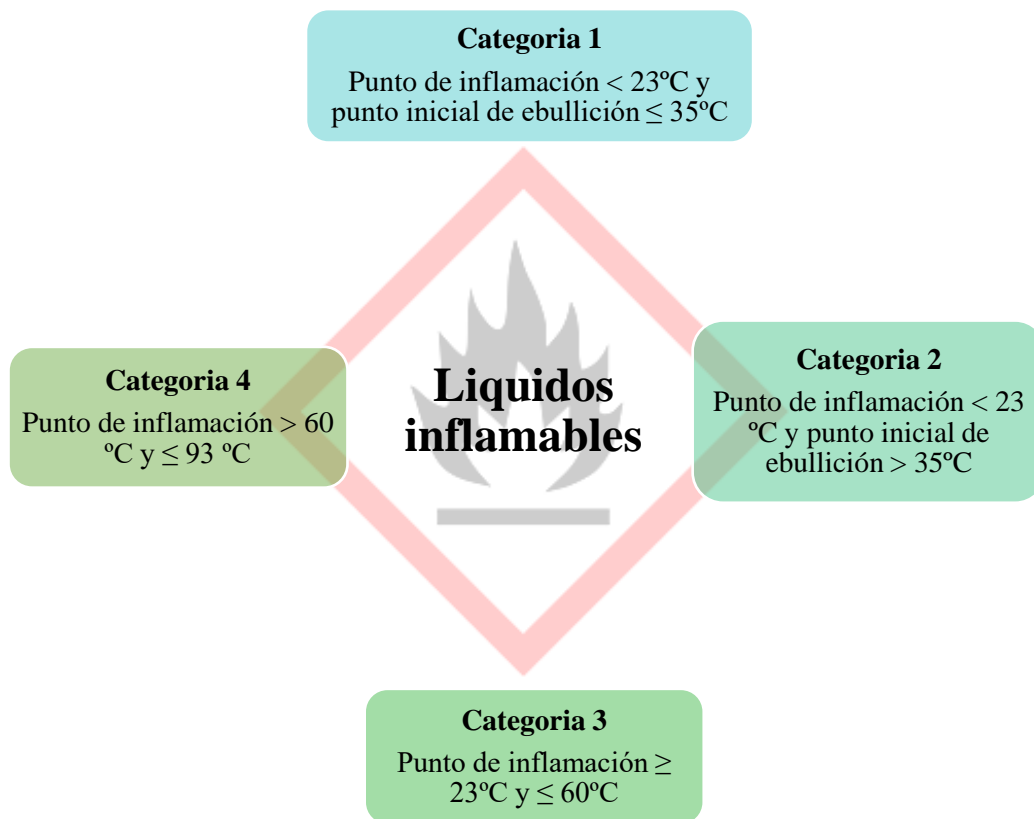 Categoria 1
Punto de inflamación < 23ºC y
punto inicial de ebullición ≤ 35ºC
Categoria 4
Punto de inflamación > 60
ºC y ≤ 93 ºC
Liquidos
inflamables
Categoria 2
Punto de inflamación < 23
ºC y punto inicial de
ebullición > 35ºC
Categoria 3
Punto de inflamación ≥
23ºC y ≤ 60ºC